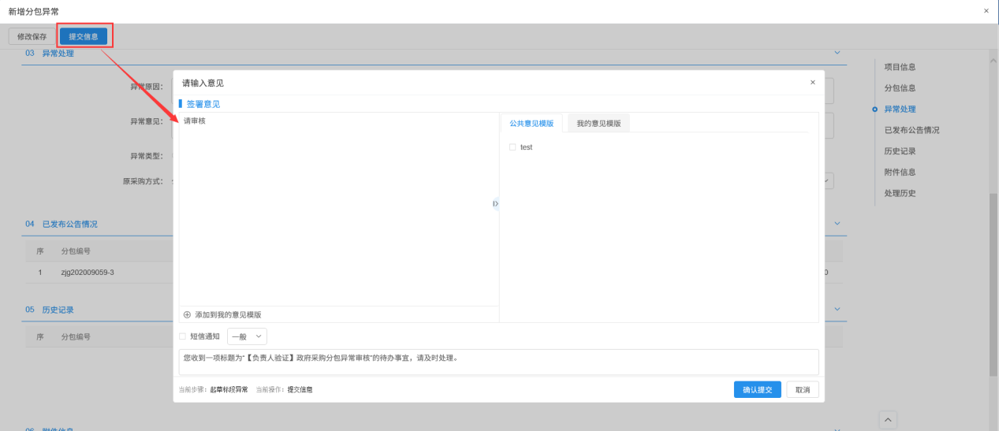 新增分包异常 ×
修改保存 提交信息
03 异常处理
项目信息
分包信息
异常处理
已发布公告情况
历史记录
附件信息
处理历史
异常原因：
异常意见：
异常类型：
原采购方式：
请输入意见 ×
签署意见
请审核
公共意见模版 我的意见模版
test
添加到我的意见模版
短信通知 一般
您收到一项标题为“【负责人验证】政府采购分包异常审核”的待办事宜，请及时处理。
当前步骤：起草标段异常 当前操作：提交信息
确认提交 取消
04 已发布公告情况
序 分包编号
1 zjg202009059-3
05 历史记录
序 分包编号
06 附件信息